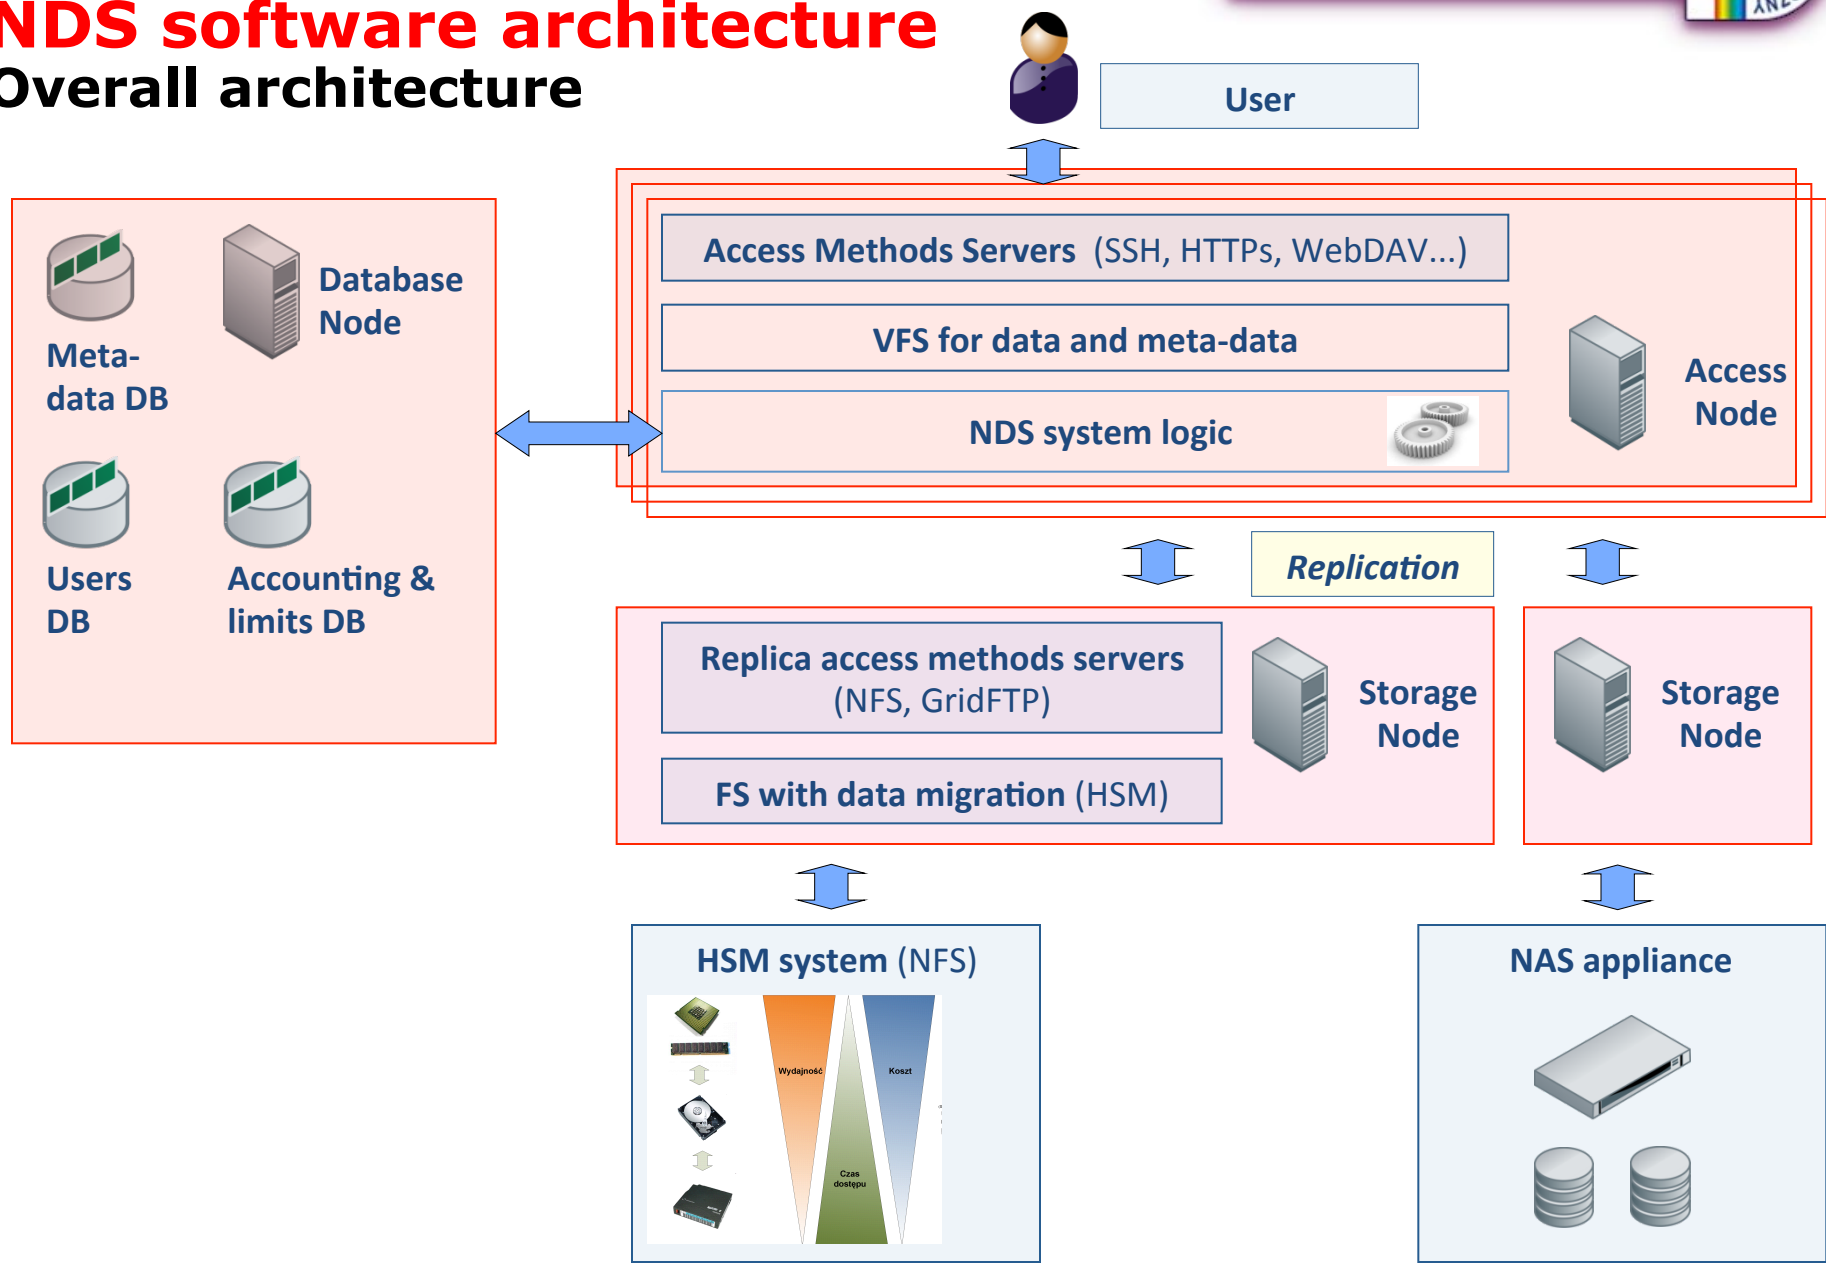 NDS software architecture
Overall architecture
User
Access Methods Servers (SSH, HTTPs, WebDAV...)
VFS for data and meta-data
NDS system logic
Access
Node
Database
Node
Meta-
data DB
Users
DB
Accounting &
limits DB
Replication
Replica access methods servers
(NFS, GridFTP)
FS with data migration (HSM)
Storage
Node
Storage
Node
HSM system (NFS)
Wydajność
Koszt
Czas
dostępu
NAS appliance